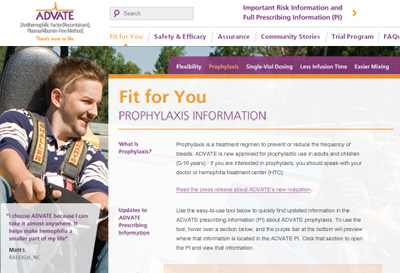 ADVATE
[Antihemophilic Factor (Recombinant),
Plasma/Albumin-Free Method]
There's more to life.
Search
Important Risk Information and
Full Prescribing Information (PI)
Fit for You
Safety & Efficacy
Assurance
Community Stories
Trial Program
FAQs
Flexibility
Prophylaxis
Single-Vial Dosing
Less Infusion Time
Easier Mixing
Fit for You
PROPHYLAXIS INFORMATION
What Is
Prophylaxis?
Prophylaxis is a treatment regimen to prevent or reduce the frequency of
bleeds. ADVATE is now approved for prophylactic use in adults and children
(0-16 years). If you are interested in prophylaxis, you should speak with your
doctor or hemophilia treatment center (HTC).
Read the press release about ADVATE's new indication.
Updates to
ADVATE
Prescribing
Information
Use the easy-to-use tool below to quickly find updated information in the
ADVATE prescribing information (PI) about ADVATE prophylaxis. To use the
tool, hover over a section below, and the purple bar at the bottom will preview
where that information is located in the ADVATE PI. Click that section to open
the PI and view that information.
"I choose ADVATE because I can
take it almost anywhere, it
helps make hemophilia a
smaller part of my life"
Matt I.
RALEIGH, NC